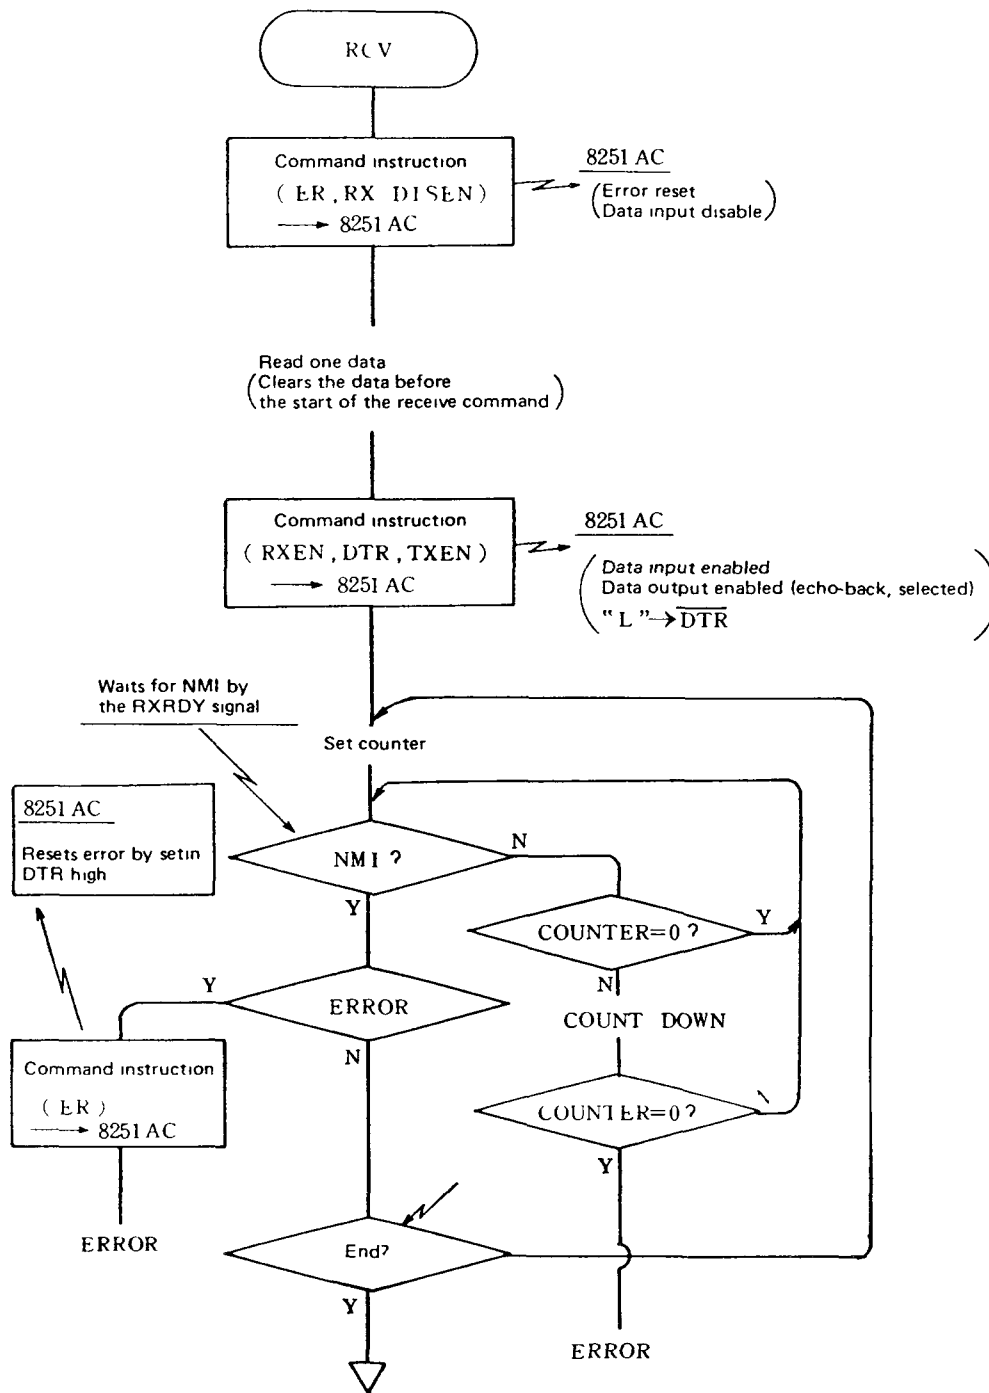 RCV
Command instruction
( ER , RX DISEN )
→ 8251 AC
8251 AC
( Error reset
Data input disable )
Read one data
( Clears the data before
the start of the receive command )
Command instruction
( RXEN , DTR , TXEN )
→ 8251 AC
8251 AC
( Data input enabled
Data output enabled (echo-back, selected)
" L " → D̅T̅R̅ )
Waits for NMI by
the RXRDY signal
Set counter
8251 AC
Resets error by setin
DTR high
NMI ?
N
Y
COUNTER=0 ?
Y
N
COUNT DOWN
Y
ERROR
N
Command instruction
( ER )
→ 8251 AC
ERROR
COUNTER=0 ?
Y
End?
Y
ERROR